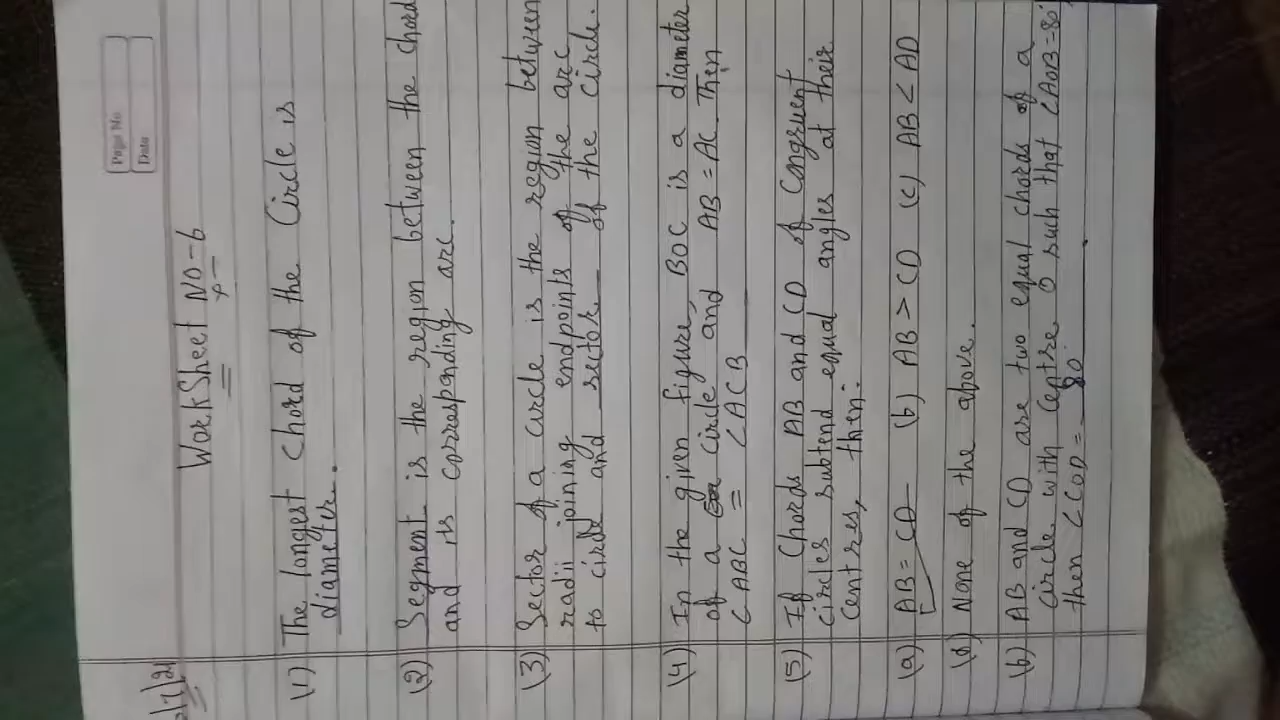 Page No
Date
WorkSheet NO-6
(1) The longest chord of the Circle is
diameter.
(2) Segment is the region between the chord
and its corresponding arc.
(3) Sector of a circle is the region between
radii joining endpoints of the arc
to circle and sector of the circle.
(4) In the given figure, BOC is a diameter
of a circle and AB = AC. Then
∠ABC = ∠ACB
(5) If Chords AB and CD of Congruent
circles subtend equal angles at their
Centres, then:
(a) AB = CD (b) AB > CD (c) AB < AD
(d) None of the above.
(6) AB and CD are two equal chords of a
circle with Centre O such that ∠AOB=80°,
then ∠COD = 80°.